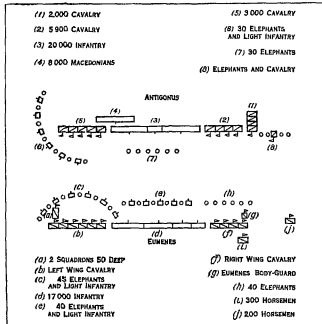 (1) 2,000 CAVALRY
(2) 5 900 CAVALRY
(3) 20 000 INFANTRY
(4) 8 000 MACEDONIANS
(5) 3 000 CAVALRY
(6) 30 ELEPHANTS
AND LIGHT INFANTRY
(7) 30 ELEPHANTS
(8) ELEPHANTS AND CAVALRY
ANTIGONUS
(1)
(4)
(5)
(3)
(2)
(6)
(7)
(8)
(c)
(e)
(h)
(a)
(g)
(j)
(b)
(d)
(f)
EUMENES
(i)
(a) 2 SQUADRONS 50 DEEP
(b) LEFT WING CAVALRY
(c) 45 ELEPHANTS
AND LIGHT INFANTRY
(d) 17 000 INFANTRY
(e) 40 ELEPHANTS
AND LIGHT INFANTRY
(f) RIGHT WING CAVALRY
(g) EUMENES BODY-GUARD
(h) 40 ELEPHANTS
(i) 300 HORSEMEN
(j) 200 HORSEMEN